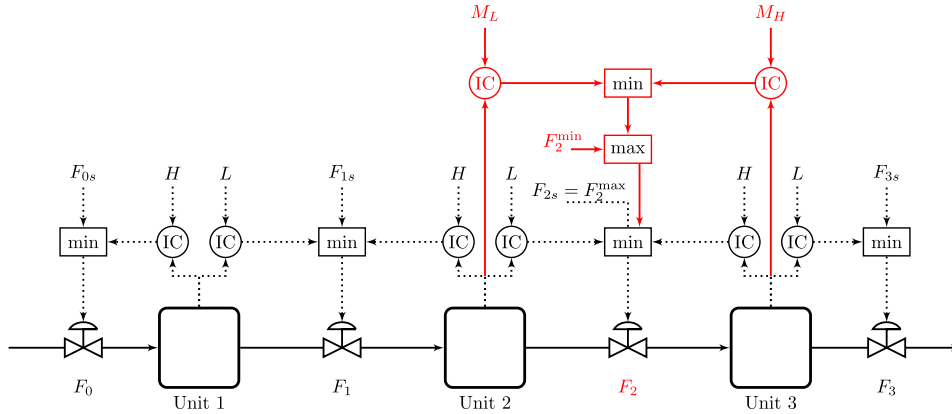 M_L M_H
IC min IC
F_2^min max
F_0s H L F_1s H L F_2s = F_2^max H L F_3s
min IC IC min IC IC min IC IC min
F_0 F_1 F_2 F_3
Unit 1 Unit 2 Unit 3